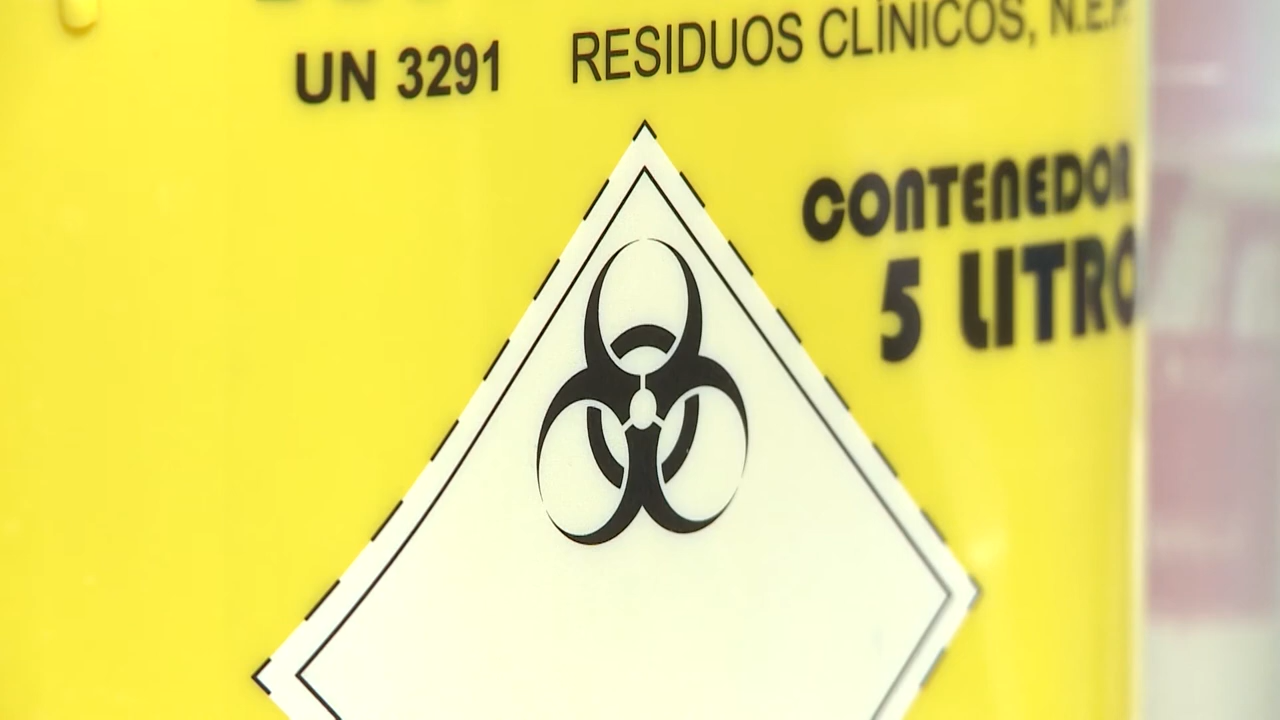 UN 3291 RESIDUOS CLÍNICOS, N.E.P.
CONTENEDOR
5 LITRO